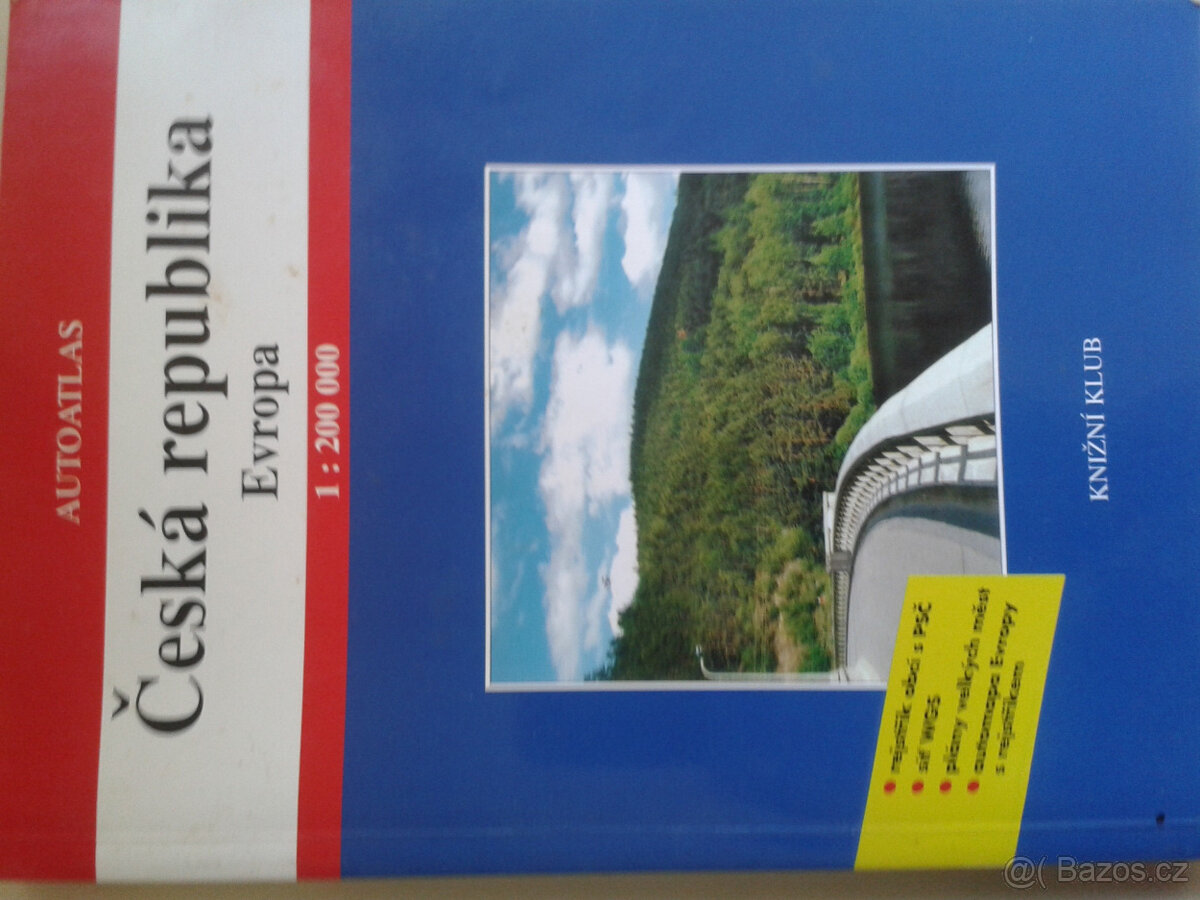 AUTOATLAS
Česká republika
Evropa
1 : 200 000
KNIŽNÍ KLUB
• rejstřík obcí s PSČ
• síť WGS
• plány velkých měst
• automapa Evropy
s rejstříkem
@( Bazos.cz